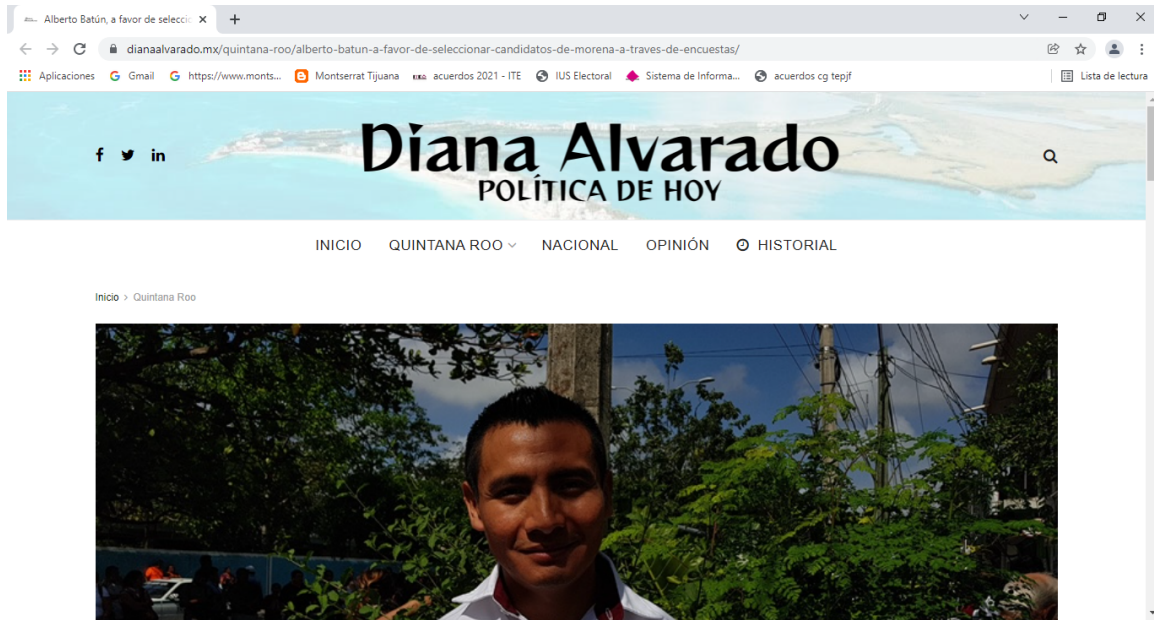 Alberto Batún, a favor de seleccio
dianaalvarado.mx/quintana-roo/alberto-batun-a-favor-de-seleccionar-candidatos-de-morena-a-traves-de-encuestas/
Aplicaciones Gmail https://www.monts... Montserrat Tijuana acuerdos 2021 - ITE IUS Electoral Sistema de Informa... acuerdos cg tepjf Lista de lectura
Diana Alvarado
POLÍTICA DE HOY
INICIO QUINTANA ROO NACIONAL OPINIÓN HISTORIAL
Inicio > Quintana Roo